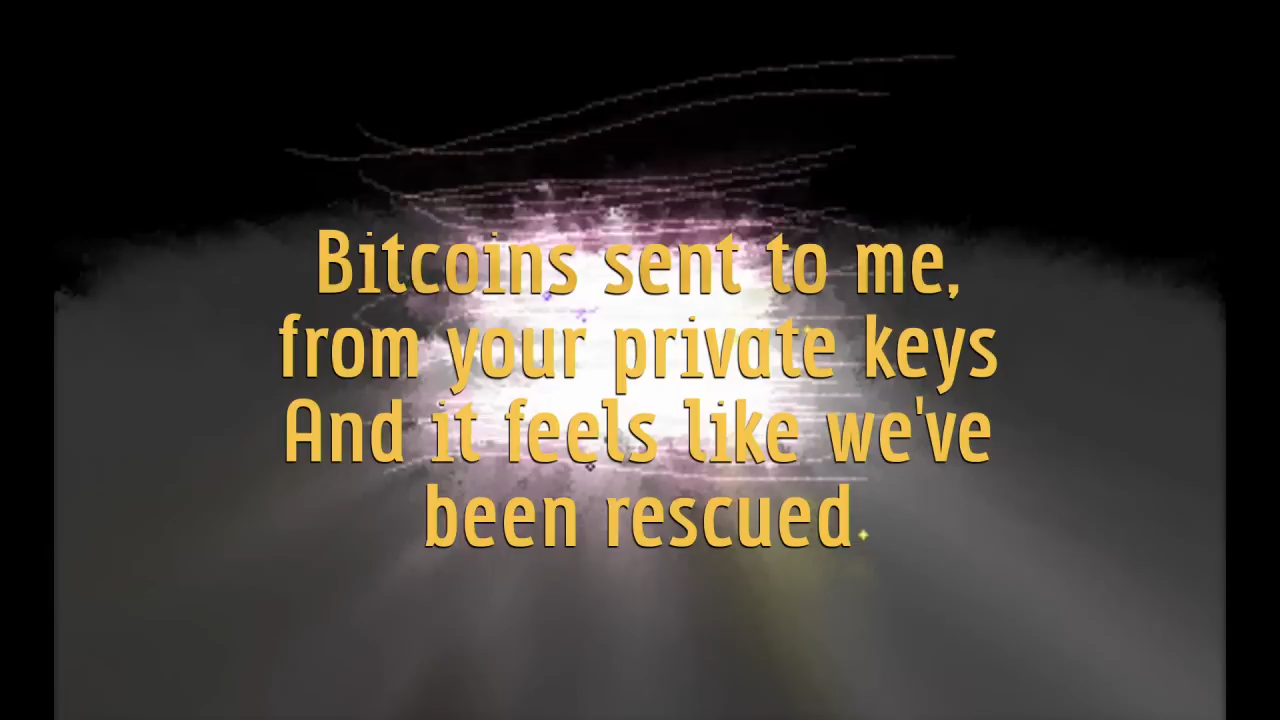 Bitcoins sent to me,
from your private keys
And it feels like we've
been rescued